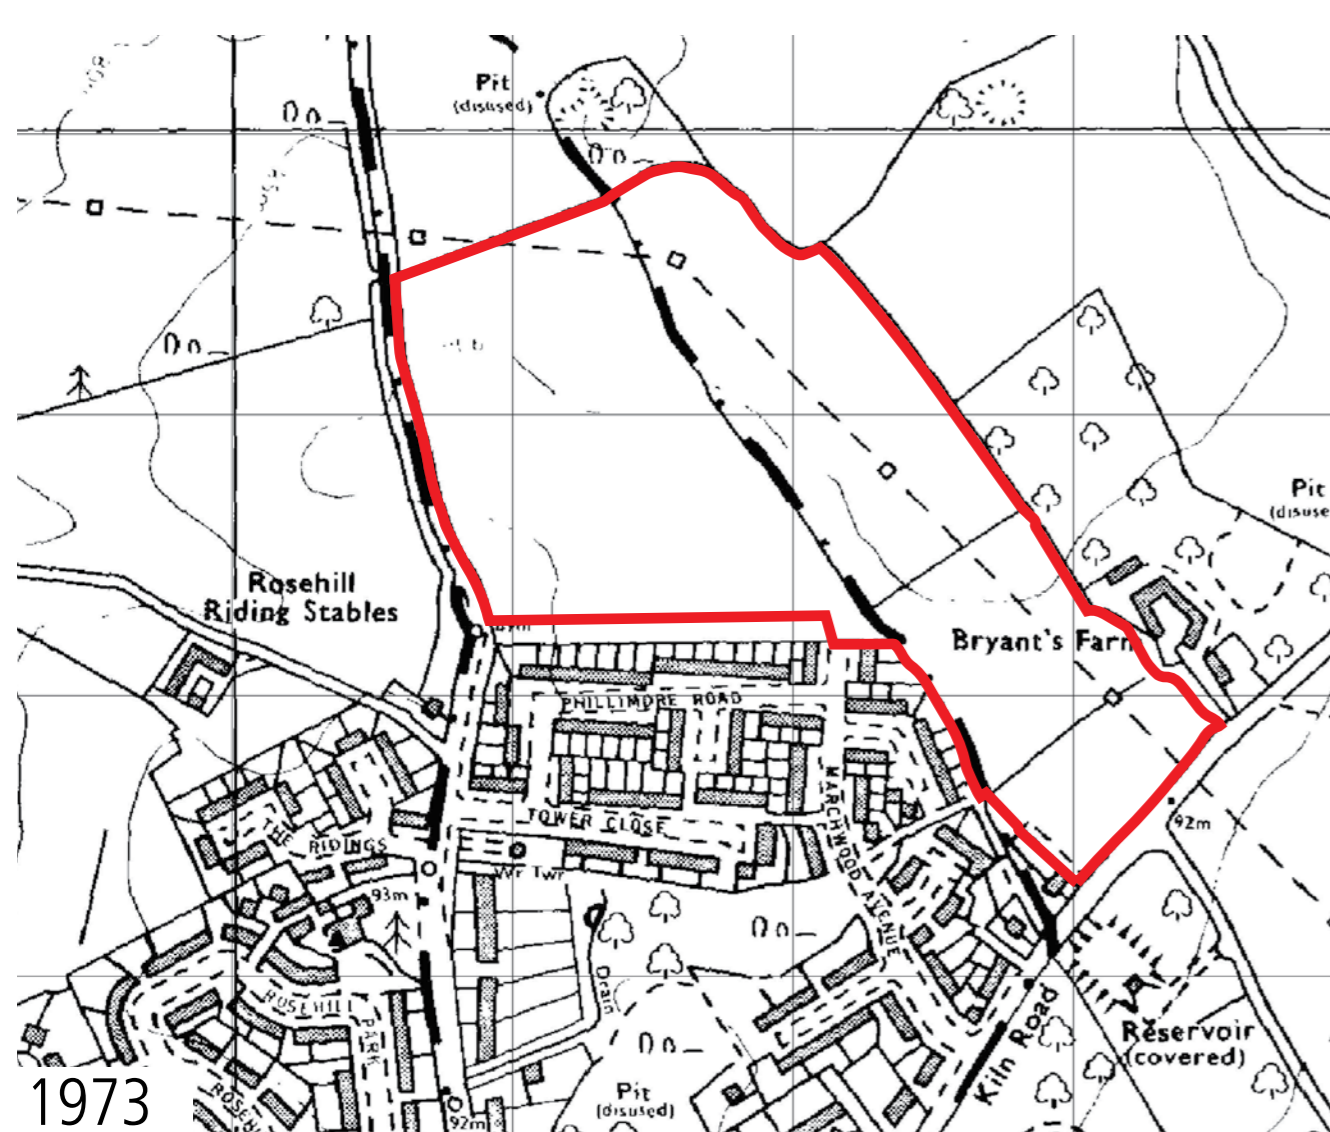 Pit
(disused)
Rosehill
Riding Stables
Pit
Bryant's Farm
PHILLIMORE ROAD
MARCHWOOD AVENUE
TOWER CLOSE
92m
THE
RIDINGS
Wr Twr
93m
ROSEHILL
PARK
Drain
Kiln Road
Reservoir
(covered)
Pit
(disused)
92m
1973